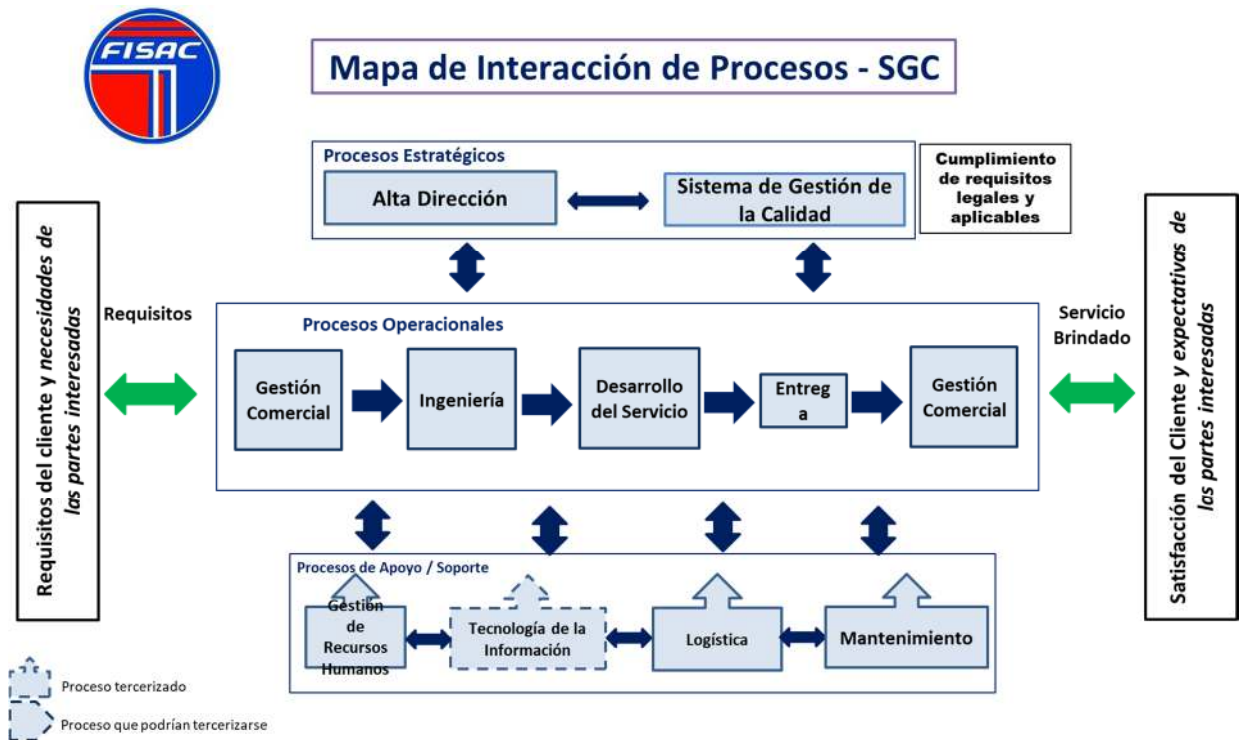 FISAC
Mapa de Interacción de Procesos - SGC
Procesos Estratégicos
Alta Dirección
Sistema de Gestión de
la Calidad
Cumplimiento
de requisitos
legales y
aplicables
Requisitos del cliente y necesidades de
las partes interesadas
Requisitos
Procesos Operacionales
Gestión
Comercial
Ingeniería
Desarrollo
del Servicio
Entreg
a
Gestión
Comercial
Servicio
Brindado
Satisfacción del Cliente y expectativas de
las partes interesadas
Procesos de Apoyo / Soporte
Gestión
de
Recursos
Humanos
Tecnología de la
Información
Logística
Mantenimiento
Proceso tercerizado
Proceso que podrían tercerizarse